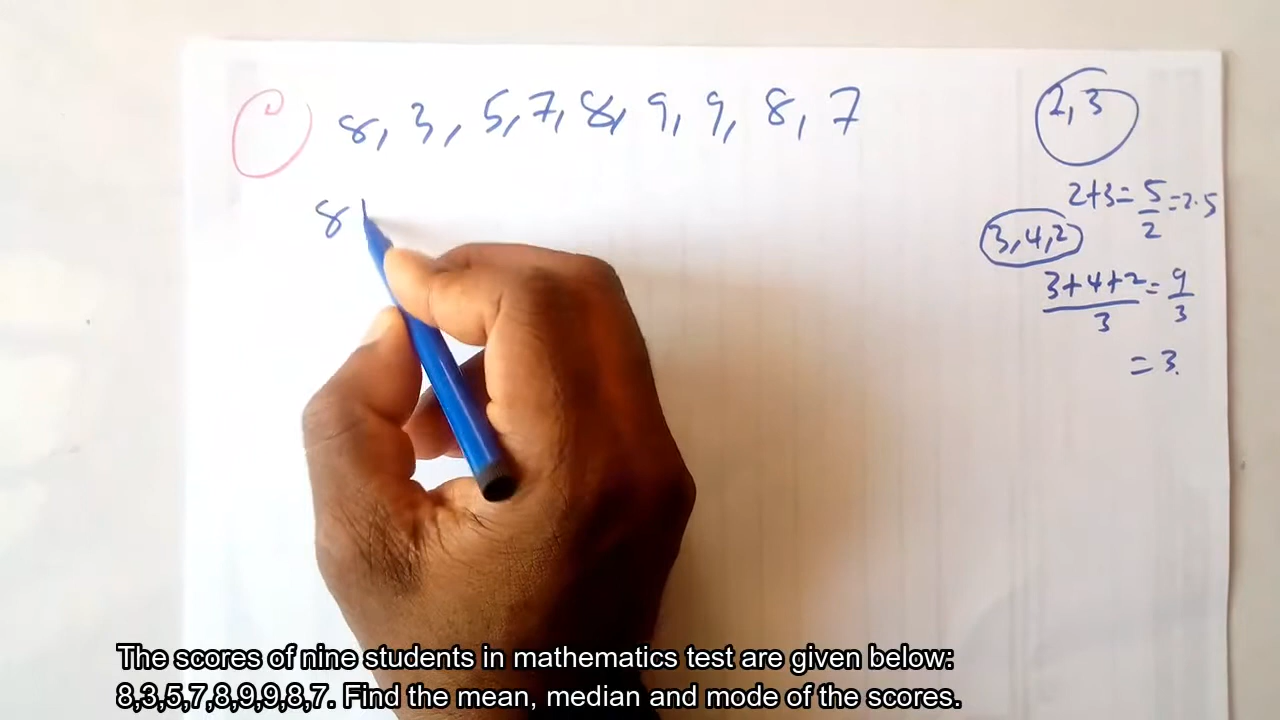 8, 3, 5, 7, 8, 9, 9, 8, 7
2, 3
2+3= 5/2 =2.5
3,4,2
3+4+2/3 = 9/3
= 3.
8
The scores of nine students in mathematics test are given below:
8,3,5,7,8,9,9,8,7. Find the mean, median and mode of the scores.